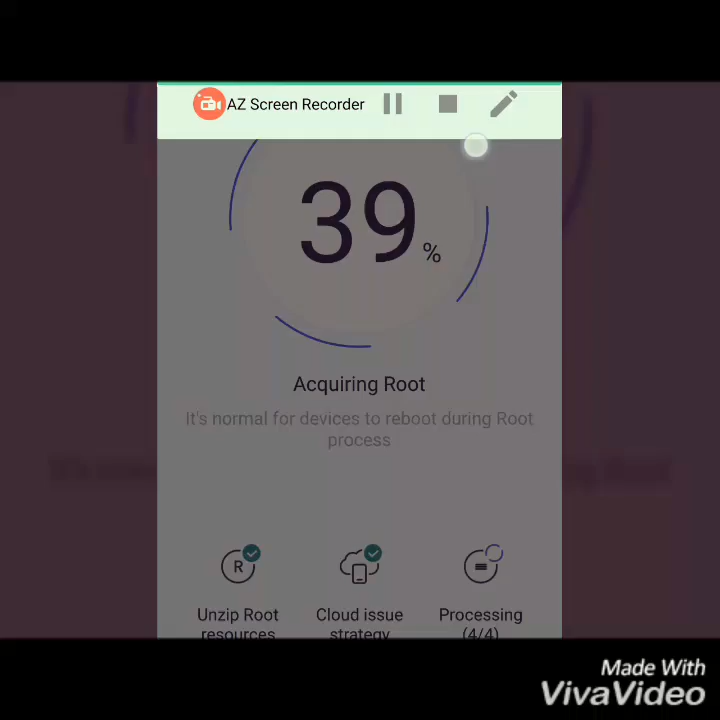 AZ Screen Recorder
39%
Acquiring Root
It's normal for devices to reboot during Root
process
R
Unzip Root Cloud issue Processing
resources strategy (4/4)
Made With
VivaVideo